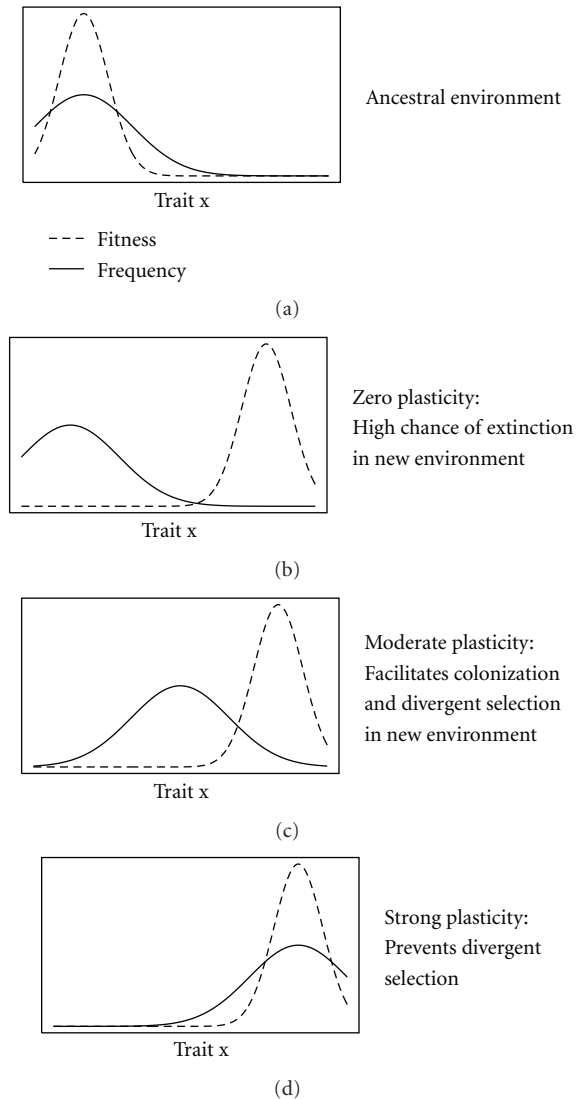 Ancestral environment
Trait x
Fitness
Frequency
(a)
Zero plasticity:
High chance of extinction
in new environment
Trait x
(b)
Moderate plasticity:
Facilitates colonization
and divergent selection
in new environment
Trait x
(c)
Strong plasticity:
Prevents divergent
selection
Trait x
(d)